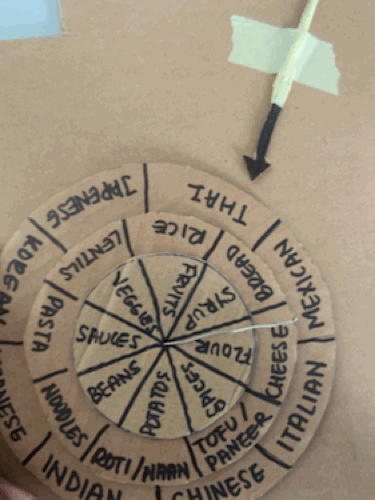 THAI
MEXICAN
ITALIAN
CHINESE
INDIAN
KOREAN
JAPENESE
RICE
BREAD
CHEESE
TOFU/
PANEER
ROTI/NAAN
NOODLES
PASTA
LENTILS
FRUITS
SYRUP
FLOUR
SPICES
POTATOS
BEANS
SAUCES
VEGGIES